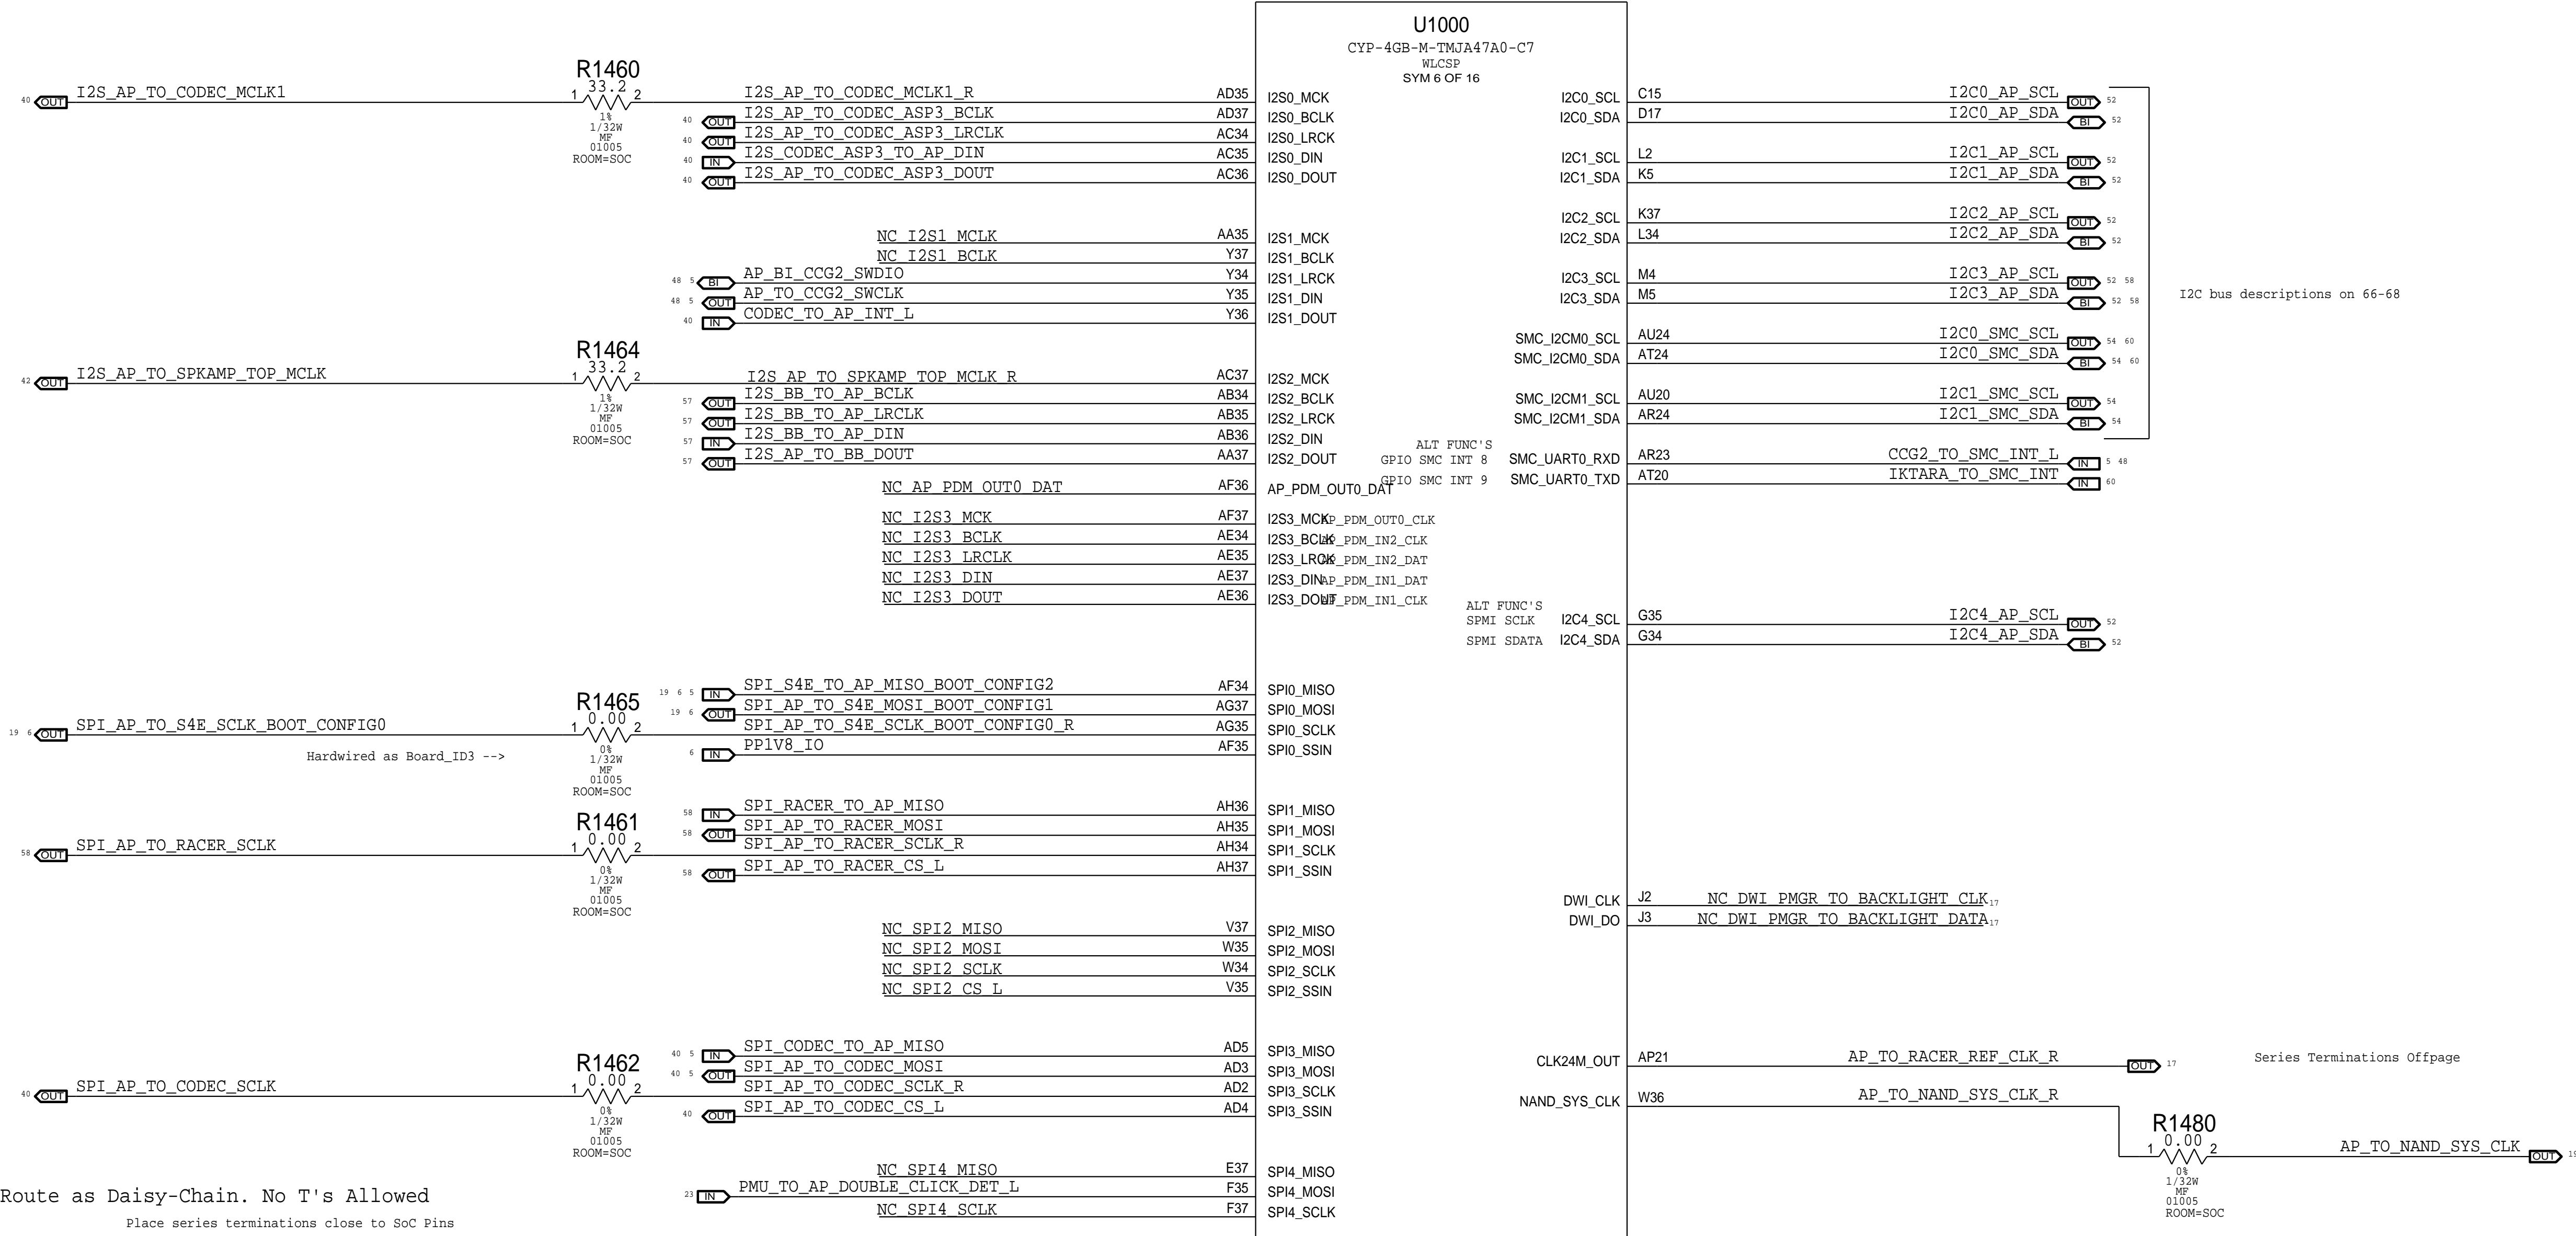 U1000
CYP-4GB-M-TMJA47A0-C7
WLCSP
SYM 6 OF 16
40 OUT I2S_AP_TO_CODEC_MCLK1
R1460
33.2
1 2
1%
1/32W
MF
01005
ROOM=SOC
I2S_AP_TO_CODEC_MCLK1_R AD35 I2S0_MCK
40 OUT I2S_AP_TO_CODEC_ASP3_BCLK AD37 I2S0_BCLK
40 OUT I2S_AP_TO_CODEC_ASP3_LRCLK AC34 I2S0_LRCK
40 IN I2S_CODEC_ASP3_TO_AP_DIN AC35 I2S0_DIN
40 OUT I2S_AP_TO_CODEC_ASP3_DOUT AC36 I2S0_DOUT
NC_I2S1_MCLK AA35 I2S1_MCK
NC_I2S1_BCLK Y37 I2S1_BCLK
48 5 BI AP_BI_CCG2_SWDIO Y34 I2S1_LRCK
48 5 OUT AP_TO_CCG2_SWCLK Y35 I2S1_DIN
40 IN CODEC_TO_AP_INT_L Y36 I2S1_DOUT
42 OUT I2S_AP_TO_SPKAMP_TOP_MCLK
R1464
33.2
1 2
1%
1/32W
MF
01005
ROOM=SOC
I2S_AP_TO_SPKAMP_TOP_MCLK_R AC37 I2S2_MCK
57 OUT I2S_BB_TO_AP_BCLK AB34 I2S2_BCLK
57 OUT I2S_BB_TO_AP_LRCLK AB35 I2S2_LRCK
57 IN I2S_BB_TO_AP_DIN AB36 I2S2_DIN
57 OUT I2S_AP_TO_BB_DOUT AA37 I2S2_DOUT
NC_AP_PDM_OUT0_DAT AF36 AP_PDM_OUT0_DAT
NC_I2S3_MCK AF37 I2S3_MCK AP_PDM_OUT0_CLK
NC_I2S3_BCLK AE34 I2S3_BCLK AP_PDM_IN2_CLK
NC_I2S3_LRCLK AE35 I2S3_LRCK AP_PDM_IN2_DAT
NC_I2S3_DIN AE37 I2S3_DIN AP_PDM_IN1_DAT
NC_I2S3_DOUT AE36 I2S3_DOUT AP_PDM_IN1_CLK
19 6 OUT SPI_AP_TO_S4E_SCLK_BOOT_CONFIG0
Hardwired as Board_ID3 -->
R1465
0.00
1 2
0%
1/32W
MF
01005
ROOM=SOC
19 6 5 IN SPI_S4E_TO_AP_MISO_BOOT_CONFIG2 AF34 SPI0_MISO
19 6 OUT SPI_AP_TO_S4E_MOSI_BOOT_CONFIG1 AG37 SPI0_MOSI
SPI_AP_TO_S4E_SCLK_BOOT_CONFIG0_R AG35 SPI0_SCLK
6 IN PP1V8_IO AF35 SPI0_SSIN
58 OUT SPI_AP_TO_RACER_SCLK
R1461
0.00
1 2
0%
1/32W
MF
01005
ROOM=SOC
58 IN SPI_RACER_TO_AP_MISO AH36 SPI1_MISO
58 OUT SPI_AP_TO_RACER_MOSI AH35 SPI1_MOSI
SPI_AP_TO_RACER_SCLK_R AH34 SPI1_SCLK
58 OUT SPI_AP_TO_RACER_CS_L AH37 SPI1_SSIN
NC_SPI2_MISO V37 SPI2_MISO
NC_SPI2_MOSI W35 SPI2_MOSI
NC_SPI2_SCLK W34 SPI2_SCLK
NC_SPI2_CS_L V35 SPI2_SSIN
40 OUT SPI_AP_TO_CODEC_SCLK
R1462
0.00
1 2
0%
1/32W
MF
01005
ROOM=SOC
40 5 IN SPI_CODEC_TO_AP_MISO AD5 SPI3_MISO
40 5 OUT SPI_AP_TO_CODEC_MOSI AD3 SPI3_MOSI
SPI_AP_TO_CODEC_SCLK_R AD2 SPI3_SCLK
40 OUT SPI_AP_TO_CODEC_CS_L AD4 SPI3_SSIN
NC_SPI4_MISO E37 SPI4_MISO
23 IN PMU_TO_AP_DOUBLE_CLICK_DET_L F35 SPI4_MOSI
NC_SPI4_SCLK F37 SPI4_SCLK
Route as Daisy-Chain. No T's Allowed
Place series terminations close to SoC Pins
I2C0_SCL C15 I2C0_AP_SCL OUT 52
I2C0_SDA D17 I2C0_AP_SDA BI 52
I2C1_SCL L2 I2C1_AP_SCL OUT 52
I2C1_SDA K5 I2C1_AP_SDA BI 52
I2C2_SCL K37 I2C2_AP_SCL OUT 52
I2C2_SDA L34 I2C2_AP_SDA BI 52
I2C3_SCL M4 I2C3_AP_SCL OUT 52 58
I2C3_SDA M5 I2C3_AP_SDA BI 52 58
I2C bus descriptions on 66-68
SMC_I2CM0_SCL AU24 I2C0_SMC_SCL OUT 54 60
SMC_I2CM0_SDA AT24 I2C0_SMC_SDA BI 54 60
SMC_I2CM1_SCL AU20 I2C1_SMC_SCL OUT 54
SMC_I2CM1_SDA AR24 I2C1_SMC_SDA BI 54
ALT FUNC'S
GPIO SMC INT 8 SMC_UART0_RXD AR23 CCG2_TO_SMC_INT_L IN 5 48
GPIO SMC INT 9 SMC_UART0_TXD AT20 IKTARA_TO_SMC_INT IN 60
ALT FUNC'S
SPMI SCLK I2C4_SCL G35 I2C4_AP_SCL OUT 52
SPMI SDATA I2C4_SDA G34 I2C4_AP_SDA BI 52
DWI_CLK J2 NC_DWI_PMGR_TO_BACKLIGHT_CLK 17
DWI_DO J3 NC_DWI_PMGR_TO_BACKLIGHT_DATA 17
CLK24M_OUT AP21 AP_TO_RACER_REF_CLK_R OUT 17
Series Terminations Offpage
NAND_SYS_CLK W36 AP_TO_NAND_SYS_CLK_R
R1480
0.00
1 2
0%
1/32W
MF
01005
ROOM=SOC
AP_TO_NAND_SYS_CLK OUT